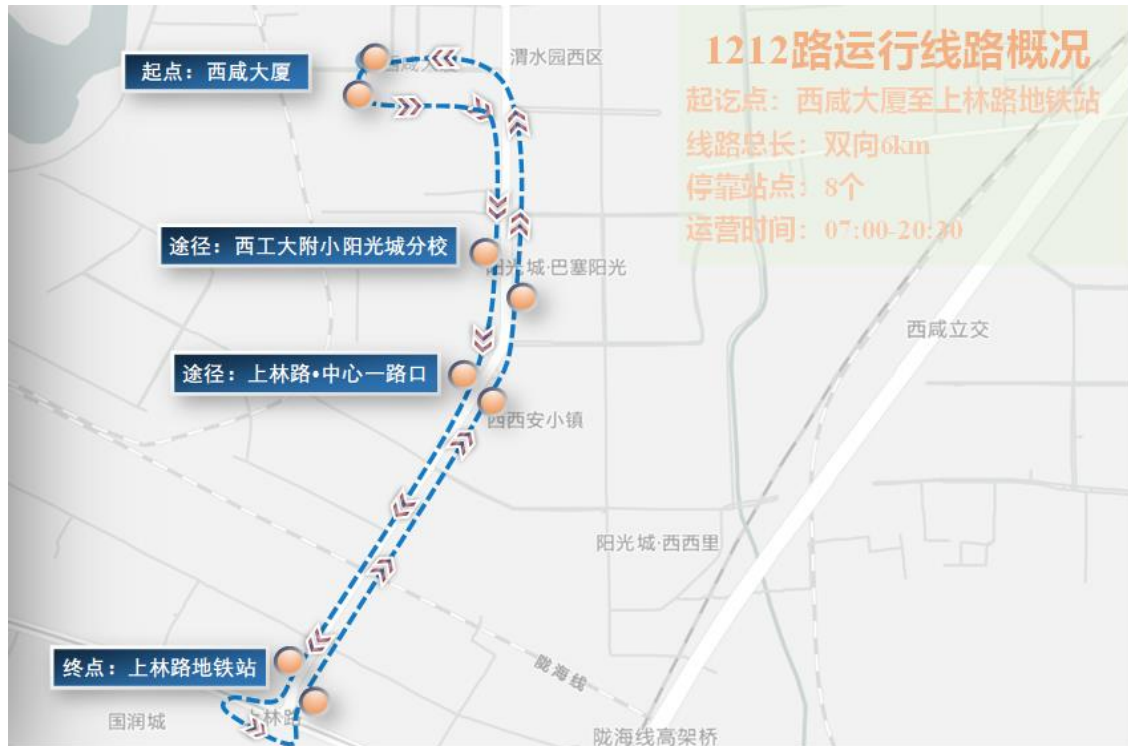 1212路运行线路概况
起讫点：西咸大厦至上林路地铁站
线路总长：双向6km
停靠站点：8个
运营时间：07:00-20:30
渭水园西区
起点：西咸大厦
西咸大厦
途径：西工大附小阳光城分校
阳光城·巴塞阳光
西咸立交
途径：上林路•中心一路口
西西安小镇
阳光城·西西里
终点：上林路地铁站
陇海线
国润城
上林路
陇海线高架桥